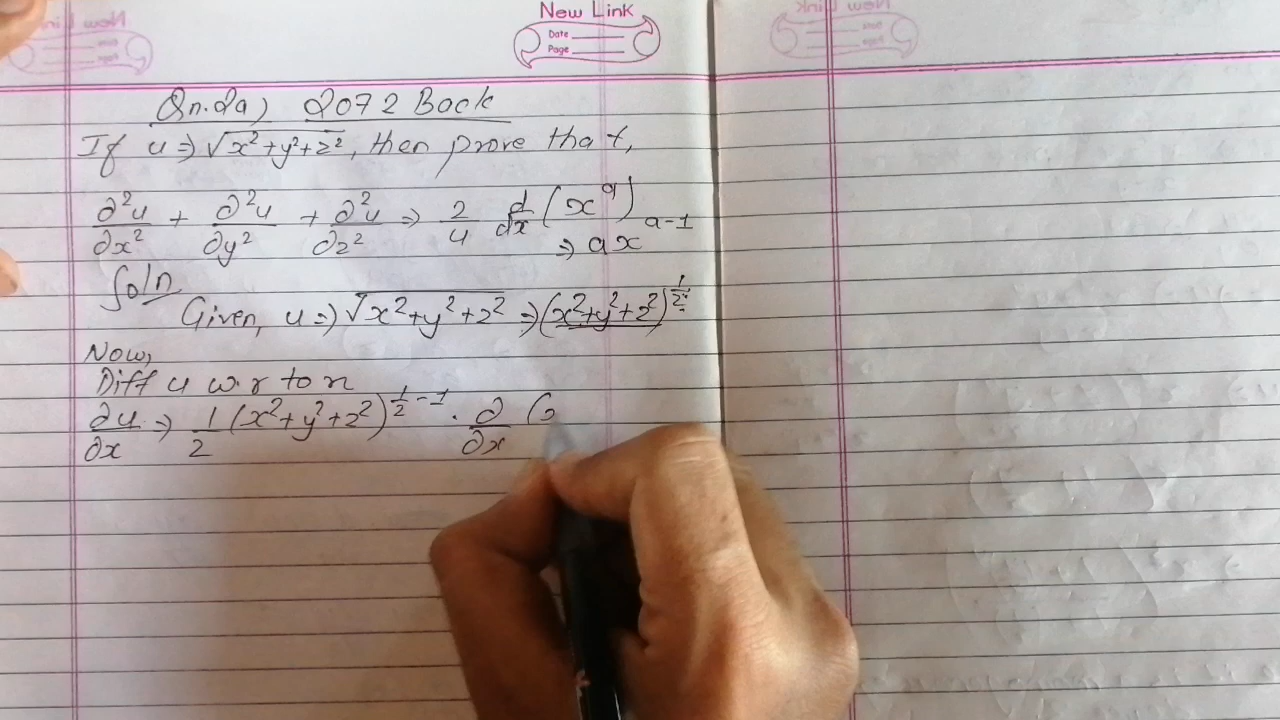 New Link
Date
Page
Qn.2a) 2072 Back
If u ⇒ √x²+y²+z², then prove that,
∂²u/∂x² + ∂²u/∂y² + ∂²u/∂z² ⇒ 2/u d/dx (x^a)
⇒ ax^a-1
Soln
Given, u ⇒ √x²+y²+z² ⇒ (x²+y²+z²)^1/2
Now,
Diff u w.r to x
∂u/∂x ⇒ 1/2 (x²+y²+z²)^1/2-1 . ∂/∂x (